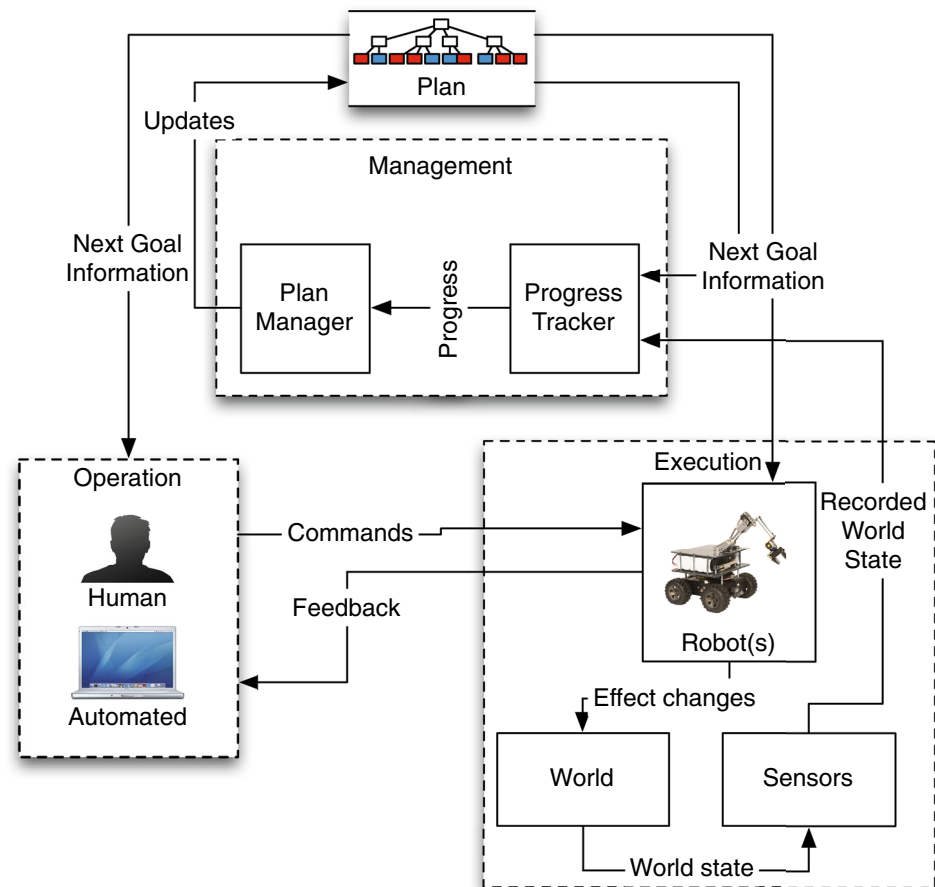 Plan
Updates
Management
Next Goal
Information
Plan
Manager
Progress
Progress
Tracker
Next Goal
Information
Operation
Human
Automated
Commands
Feedback
Execution
Recorded
World
State
Robot(s)
Effect changes
World
Sensors
World state